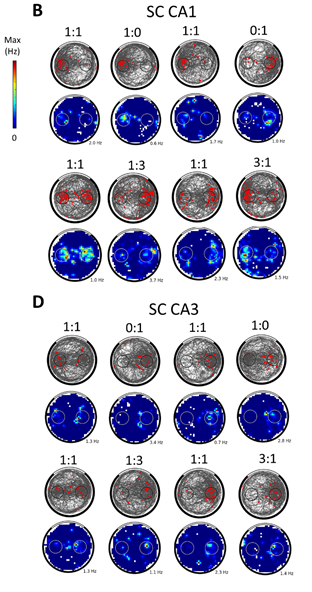 B
SC CA1
Max
(Hz)
0
1:1 1:0 1:1 0:1
2.0 Hz 0.6 Hz 1.7 Hz 1.0 Hz
1:1 1:3 1:1 3:1
1.0 Hz 3.7 Hz 2.3 Hz 1.5 Hz
D
SC CA3
1:1 0:1 1:1 1:0
1.3 Hz 3.4 Hz 0.7 Hz 2.8 Hz
1:1 1:3 1:1 3:1
1.3 Hz 1.1 Hz 2.3 Hz 1.4 Hz